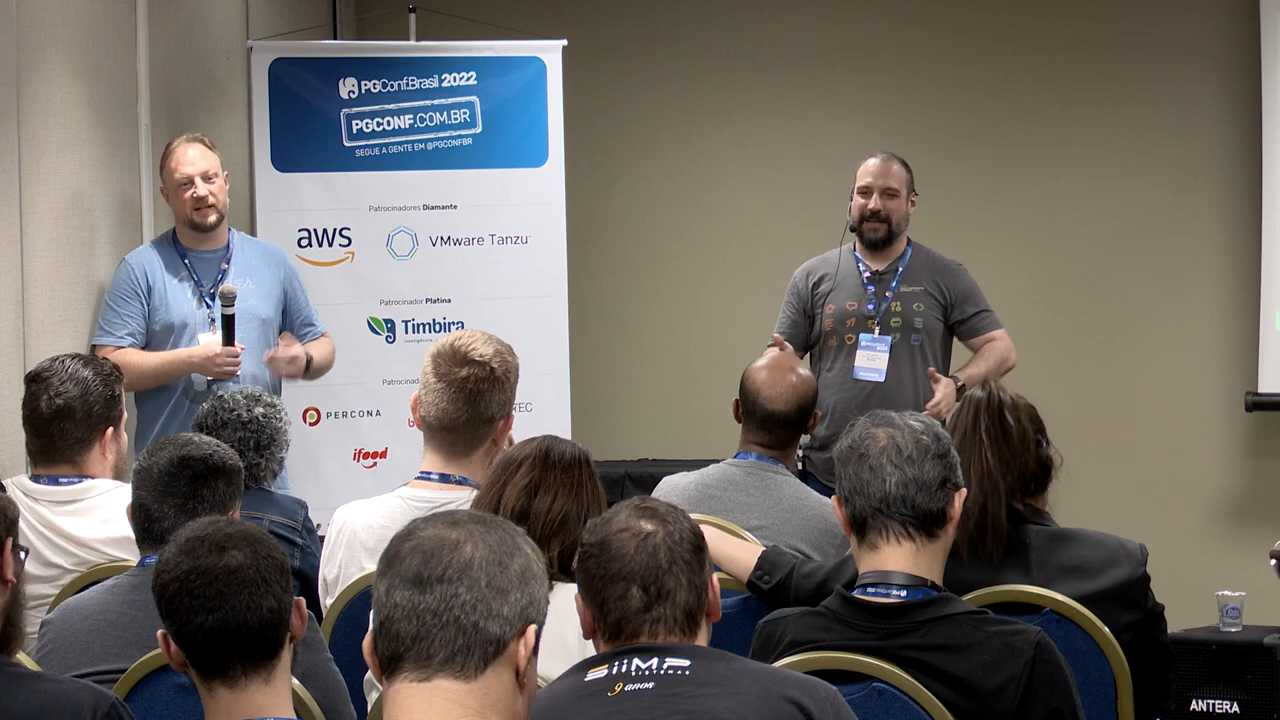 PGConf.Brasil 2022
PGCONF.COM.BR
SEGUE A GENTE EM @PGCONFBR
Patrocinadores Diamante
aws
VMware Tanzu
Patrocinador Platina
Timbira
Patrocinad
PERCONA
TEC
ifood
SiiMP
SISTEMAS
9 anos
ANTERA